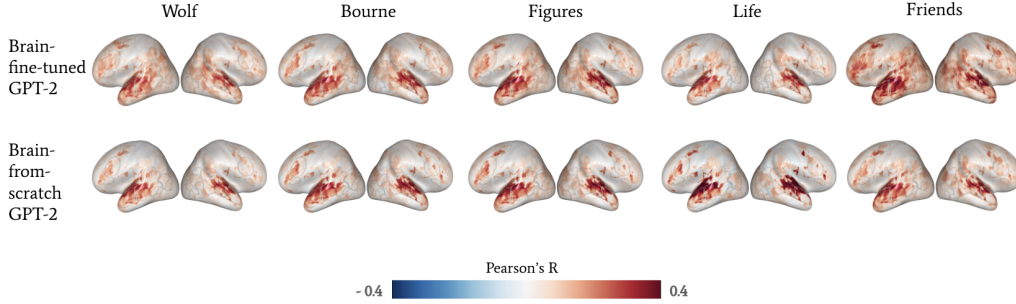 Wolf
Bourne
Figures
Life
Friends
Brain-
fine-tuned
GPT-2
Brain-
from-
scratch
GPT-2
Pearson's R
- 0.4
0.4